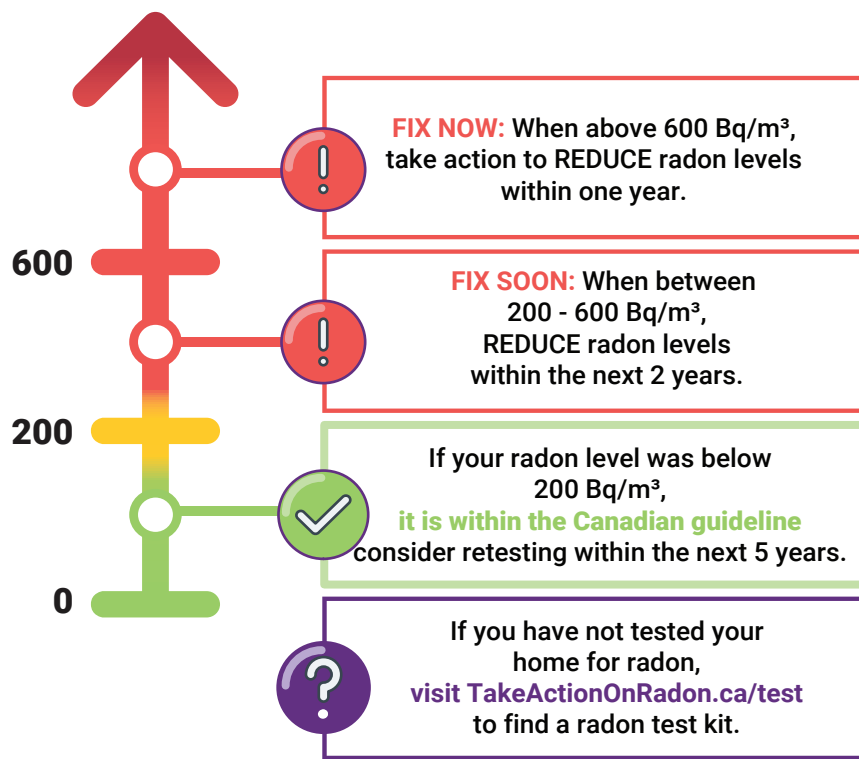 FIX NOW: When above 600 Bq/m³,
take action to REDUCE radon levels
within one year.
600
FIX SOON: When between
200 - 600 Bq/m³,
REDUCE radon levels
within the next 2 years.
200
If your radon level was below
200 Bq/m³,
it is within the Canadian guideline
consider retesting within the next 5 years.
0
If you have not tested your
home for radon,
visit TakeActionOnRadon.ca/test
to find a radon test kit.